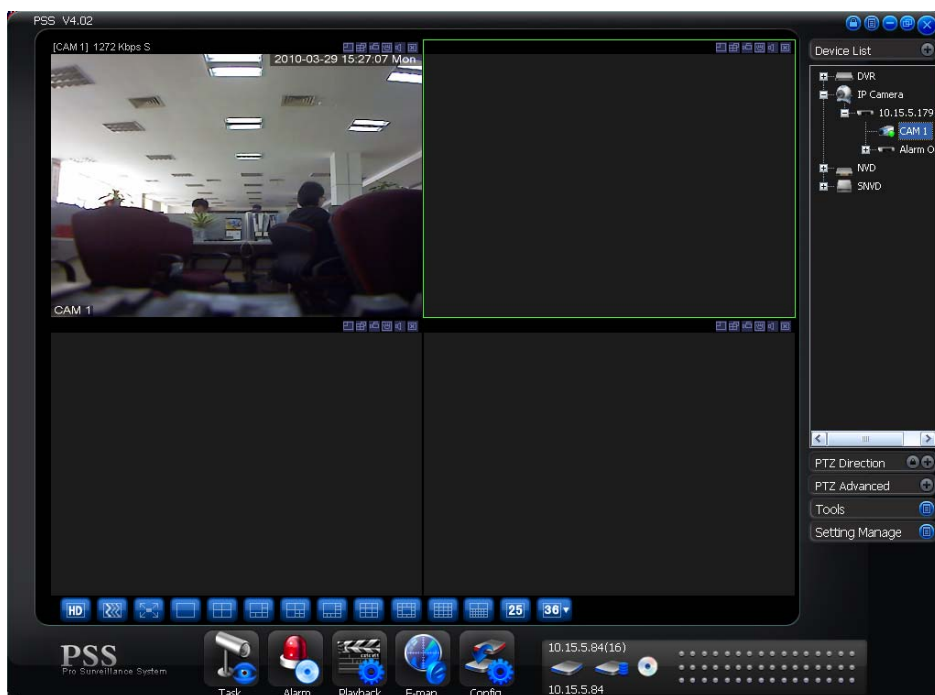 PSS V4.02
[CAM 1] 1272 Kbps S
2010-03-29 15:27:07 Mon
CAM 1
Device List
DVR
IP Camera
10.15.5.179
CAM 1
Alarm O
NVD
SNVD
PTZ Direction
PTZ Advanced
Tools
Setting Manage
HD
25
36
PSS
Pro Surveillance System
Task
Alarm
Playback
E-map
Config
10.15.5.84(16)
10.15.5.84